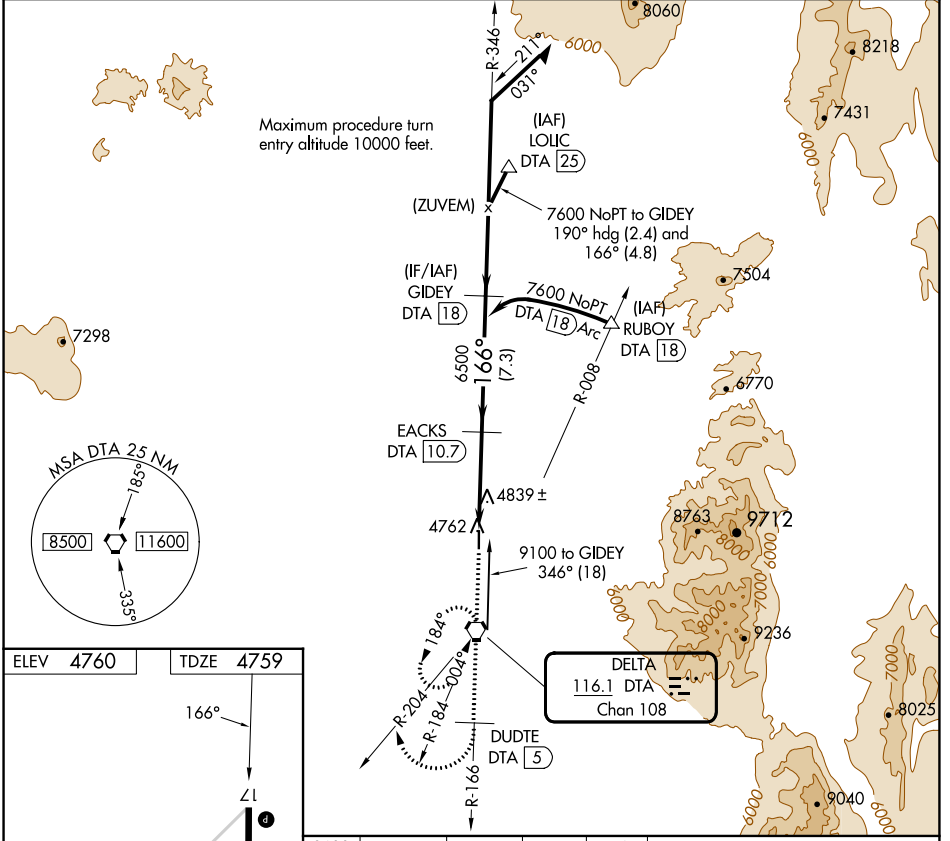 8060
6000
8218
R-346
211°
031°
7431
6000
Maximum procedure turn
entry altitude 10000 feet.
(IAF)
LOLIC
DTA 25
(ZUVEM) x
7600 NoPT to GIDEY
190° hdg (2.4) and
166° (4.8)
(IF/IAF)
GIDEY
DTA 18
7600 NoPT
DTA 18 Arc
(IAF)
RUBOY
DTA 18
7504
7298
6500
166°
(7.3)
R-008
6770
EACKS
DTA 10.7
MSA DTA 25 NM
185°
8500
11600
335°
4839 ±
4762
8763
9712
8000
6000
7000
9100 to GIDEY
346° (18)
184°
004°
R-204
R-184
8000
9236
6000
7000
8025
DELTA
116.1 DTA
Chan 108
DUDTE
DTA 5
R-166
9040
6000
ELEV 4760
TDZE 4759
166°
17
P